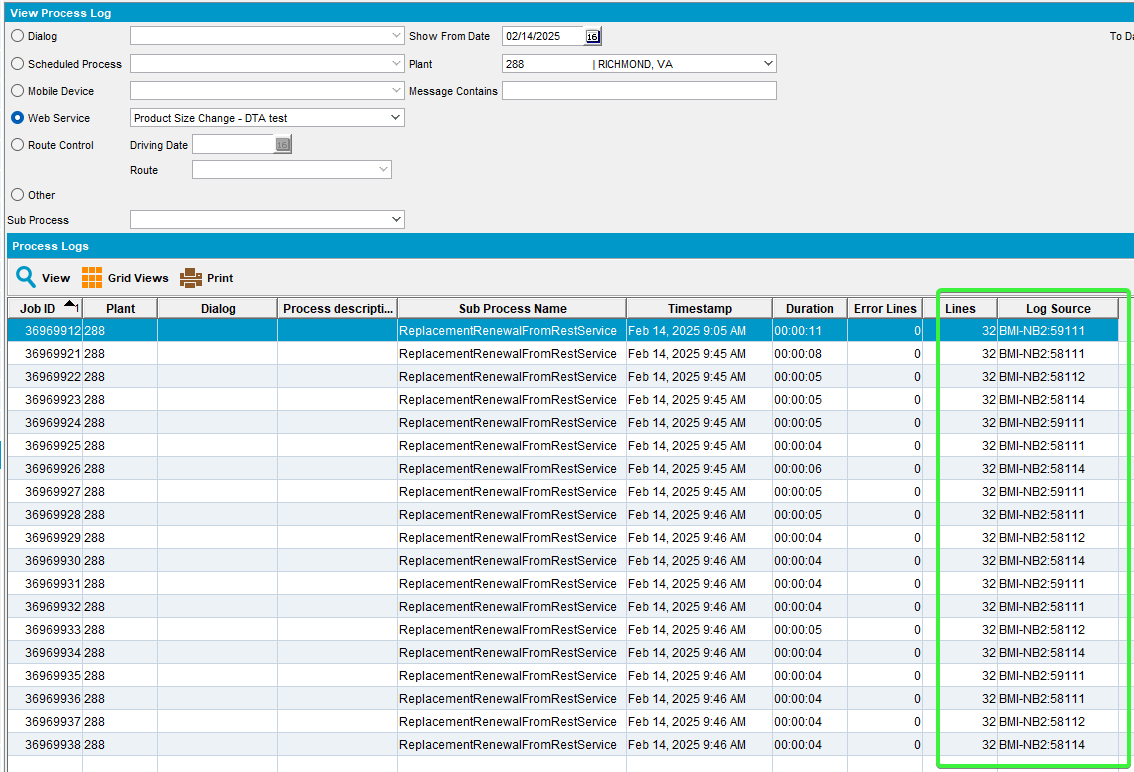 View Process Log
Dialog Show From Date 02/14/2025 16 To Da
Scheduled Process Plant 288 | RICHMOND, VA
Mobile Device Message Contains
Web Service Product Size Change - DTA test
Route Control Driving Date 16
Route
Other
Sub Process
Process Logs
View Grid Views Print
Job ID 1 Plant Dialog Process descripti... Sub Process Name Timestamp Duration Error Lines Lines Log Source
36969912 288 ReplacementRenewalFromRestService Feb 14, 2025 9:05 AM 00:00:11 0 32 BMI-NB2:59111
36969921 288 ReplacementRenewalFromRestService Feb 14, 2025 9:45 AM 00:00:08 0 32 BMI-NB2:58111
36969922 288 ReplacementRenewalFromRestService Feb 14, 2025 9:45 AM 00:00:05 0 32 BMI-NB2:58112
36969923 288 ReplacementRenewalFromRestService Feb 14, 2025 9:45 AM 00:00:05 0 32 BMI-NB2:58114
36969924 288 ReplacementRenewalFromRestService Feb 14, 2025 9:45 AM 00:00:05 0 32 BMI-NB2:59111
36969925 288 ReplacementRenewalFromRestService Feb 14, 2025 9:45 AM 00:00:04 0 32 BMI-NB2:58111
36969926 288 ReplacementRenewalFromRestService Feb 14, 2025 9:45 AM 00:00:06 0 32 BMI-NB2:58114
36969927 288 ReplacementRenewalFromRestService Feb 14, 2025 9:45 AM 00:00:05 0 32 BMI-NB2:59111
36969928 288 ReplacementRenewalFromRestService Feb 14, 2025 9:46 AM 00:00:05 0 32 BMI-NB2:58111
36969929 288 ReplacementRenewalFromRestService Feb 14, 2025 9:46 AM 00:00:04 0 32 BMI-NB2:58112
36969930 288 ReplacementRenewalFromRestService Feb 14, 2025 9:46 AM 00:00:04 0 32 BMI-NB2:58114
36969931 288 ReplacementRenewalFromRestService Feb 14, 2025 9:46 AM 00:00:04 0 32 BMI-NB2:59111
36969932 288 ReplacementRenewalFromRestService Feb 14, 2025 9:46 AM 00:00:04 0 32 BMI-NB2:58111
36969933 288 ReplacementRenewalFromRestService Feb 14, 2025 9:46 AM 00:00:05 0 32 BMI-NB2:58112
36969934 288 ReplacementRenewalFromRestService Feb 14, 2025 9:46 AM 00:00:04 0 32 BMI-NB2:58114
36969935 288 ReplacementRenewalFromRestService Feb 14, 2025 9:46 AM 00:00:04 0 32 BMI-NB2:59111
36969936 288 ReplacementRenewalFromRestService Feb 14, 2025 9:46 AM 00:00:04 0 32 BMI-NB2:58111
36969937 288 ReplacementRenewalFromRestService Feb 14, 2025 9:46 AM 00:00:04 0 32 BMI-NB2:58112
36969938 288 ReplacementRenewalFromRestService Feb 14, 2025 9:46 AM 00:00:04 0 32 BMI-NB2:58114